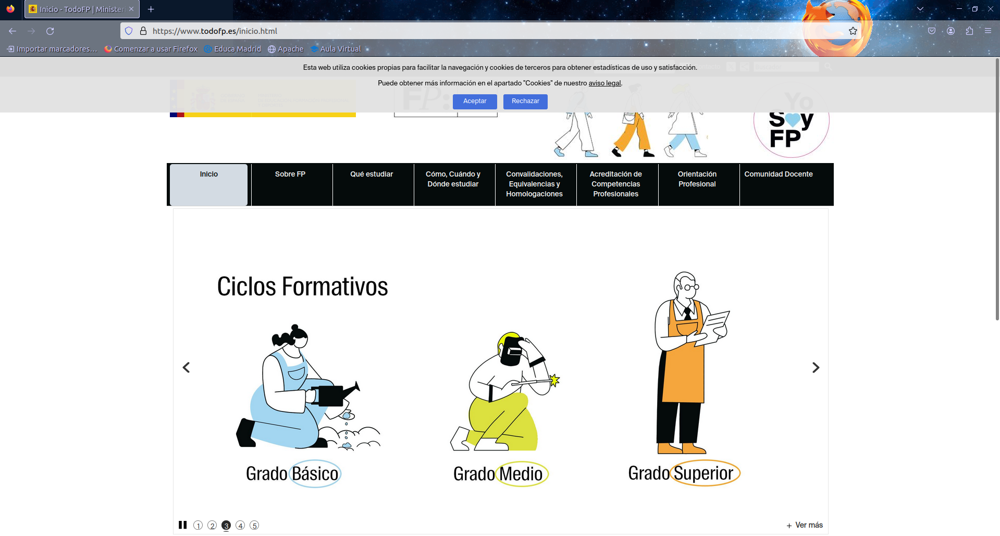 Inicio - TodoFP | Ministeri
https://www.todofp.es/inicio.html
Importar marcadores... Comenzar a usar Firefox Educa Madrid Apache Aula Virtual
Esta web utiliza cookies propias para facilitar la navegación y cookies de terceros para obtener estadísticas de uso y satisfacción.
Puede obtener más información en el apartado "Cookies" de nuestro aviso legal.
Aceptar Rechazar
FP:
Yo
Soy
FP
Inicio
Sobre FP
Qué estudiar
Cómo, Cuándo y
Dónde estudiar
Convalidaciones,
Equivalencias y
Homologaciones
Acreditación de
Competencias
Profesionales
Orientación
Profesional
Comunidad Docente
Ciclos Formativos
Grado Básico
Grado Medio
Grado Superior
1 2 3 4 5
+ Ver más